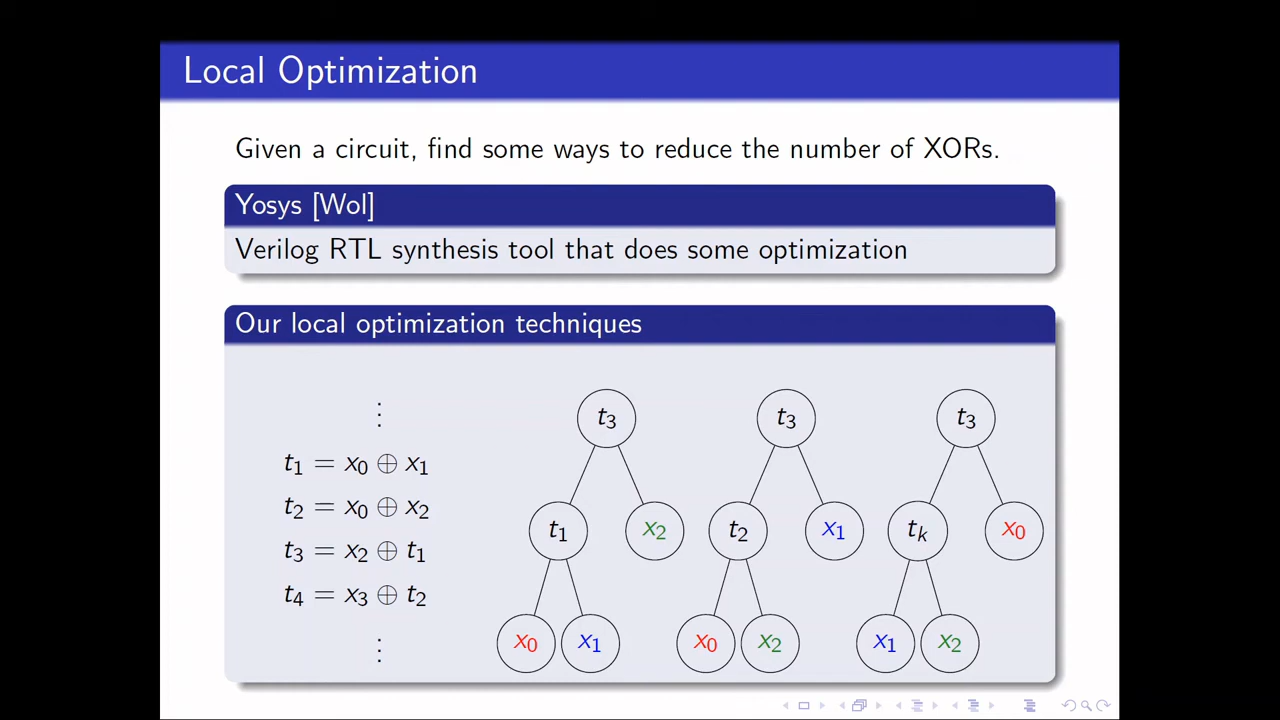 Local Optimization
Given a circuit, find some ways to reduce the number of XORs.
Yosys [Wol]
Verilog RTL synthesis tool that does some optimization
Our local optimization techniques
⋮
t₁ = x₀ ⊕ x₁
t₂ = x₀ ⊕ x₂
t₃ = x₂ ⊕ t₁
t₄ = x₃ ⊕ t₂
⋮
t₃ t₃ t₃
t₁ x₂ t₂ x₁ tₖ x₀
x₀ x₁ x₀ x₂ x₁ x₂